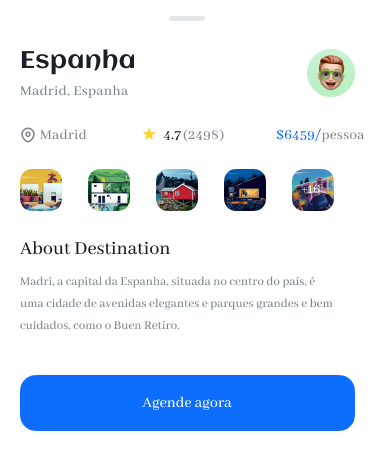 Espanha
Madrid, Espanha
Madrid
4.7 (2498)
$6459/pessoa
About Destination
Madri, a capital da Espanha, situada no centro do país, é
uma cidade de avenidas elegantes e parques grandes e bem
cuidados, como o Buen Retiro.
Agende agora